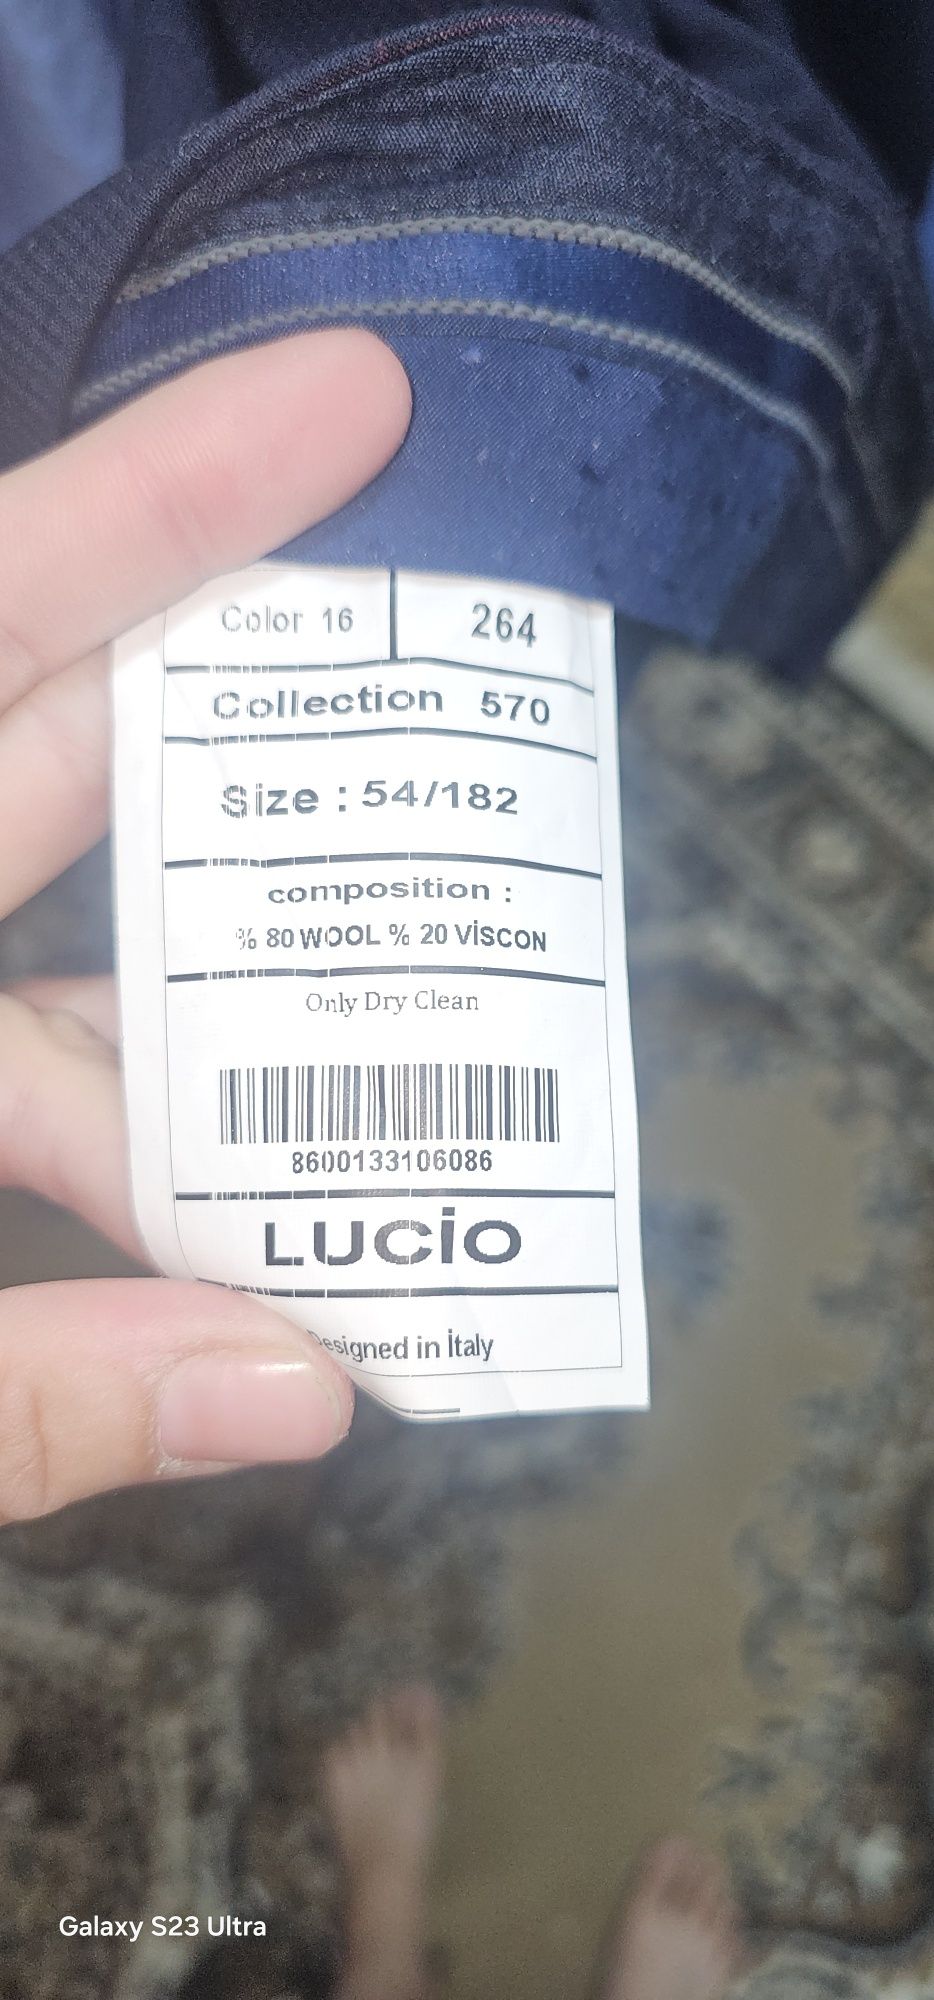 Color 16 264
Collection 570
Size : 54/182
composition :
% 80 WOOL % 20 VİSCON
Only Dry Clean
8600133106086
LUCİO
Designed in İtaly
Galaxy S23 Ultra